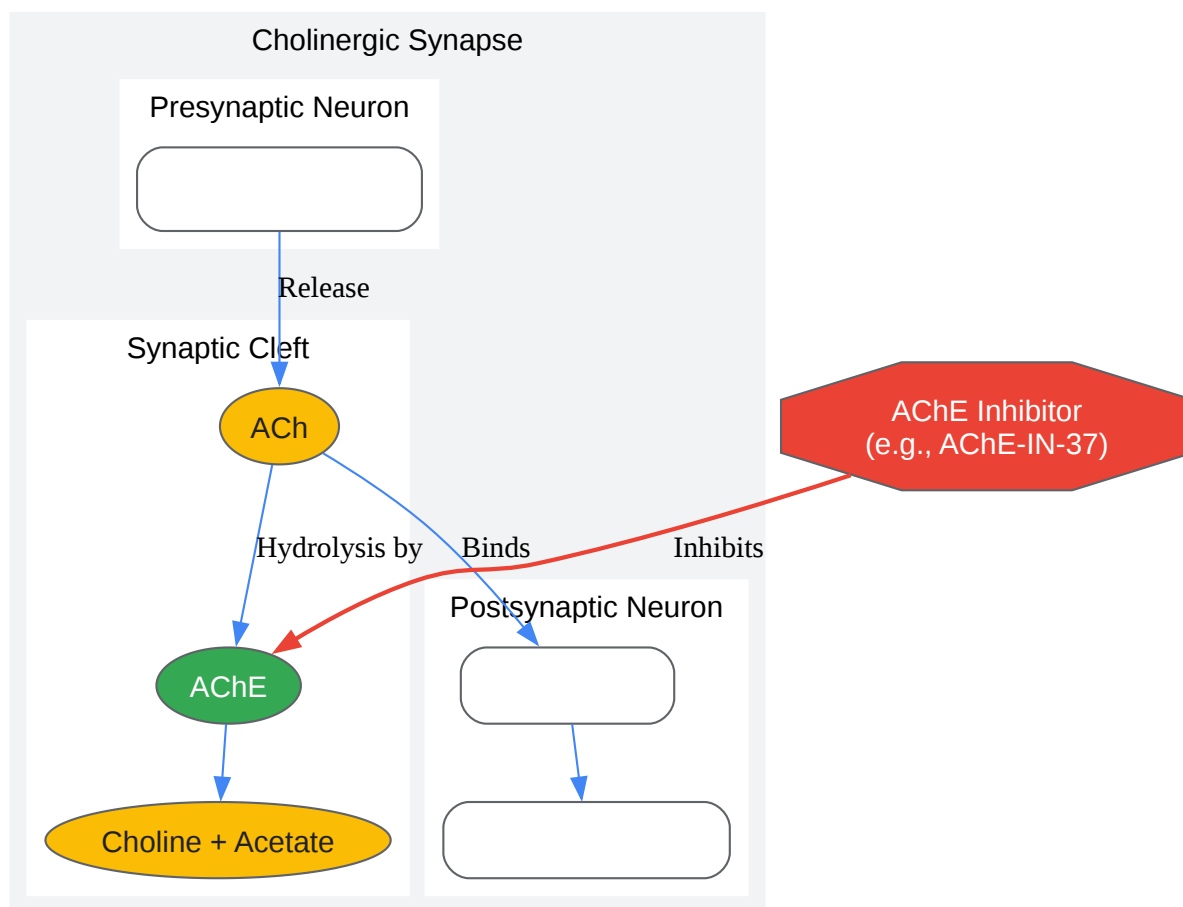 Cholinergic Synapse
Presynaptic Neuron
Release
Synaptic Cleft
ACh
AChE Inhibitor
(e.g., AChE-IN-37)
Hydrolysis by
Binds
Inhibits
Postsynaptic Neuron
AChE
Choline + Acetate